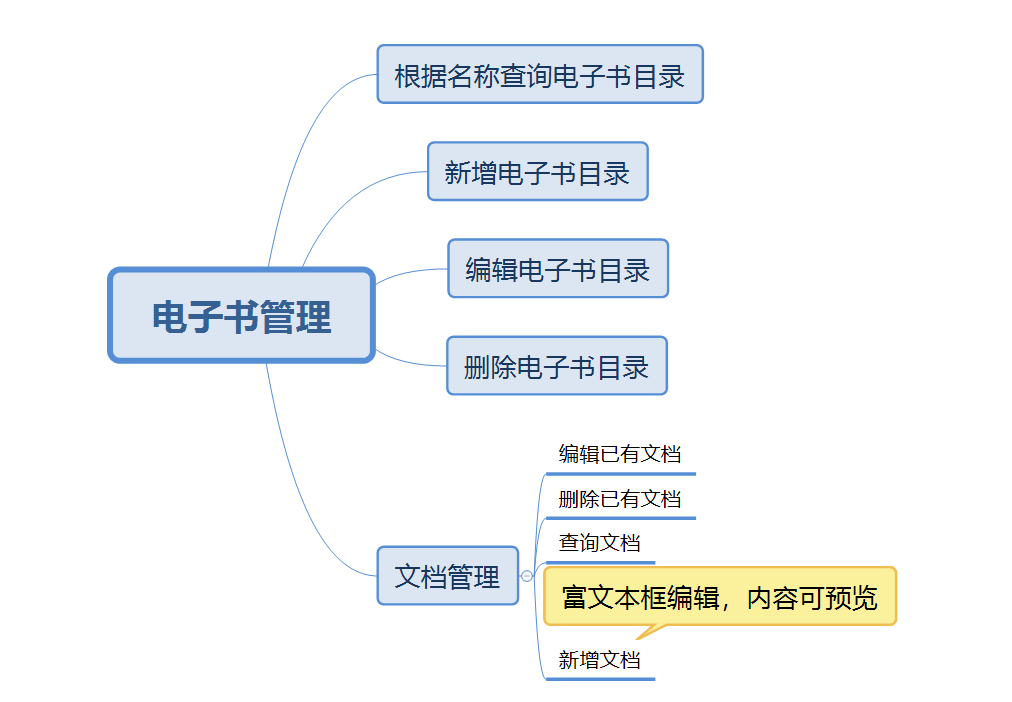 根据名称查询电子书目录
新增电子书目录
编辑电子书目录
电子书管理
删除电子书目录
编辑已有文档
删除已有文档
查询文档
文档管理
富文本框编辑，内容可预览
新增文档